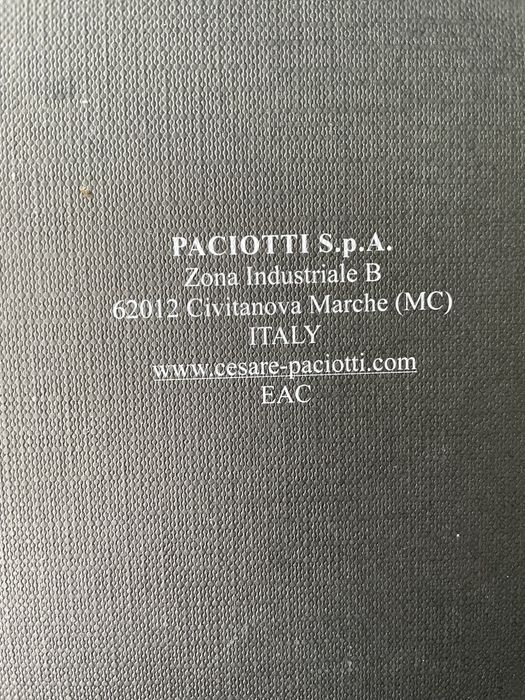 PACIOTTI S.p.A.
Zona Industriale B
62012 Civitanova Marche (MC)
ITALY
www.cesare-paciotti.com
EAC